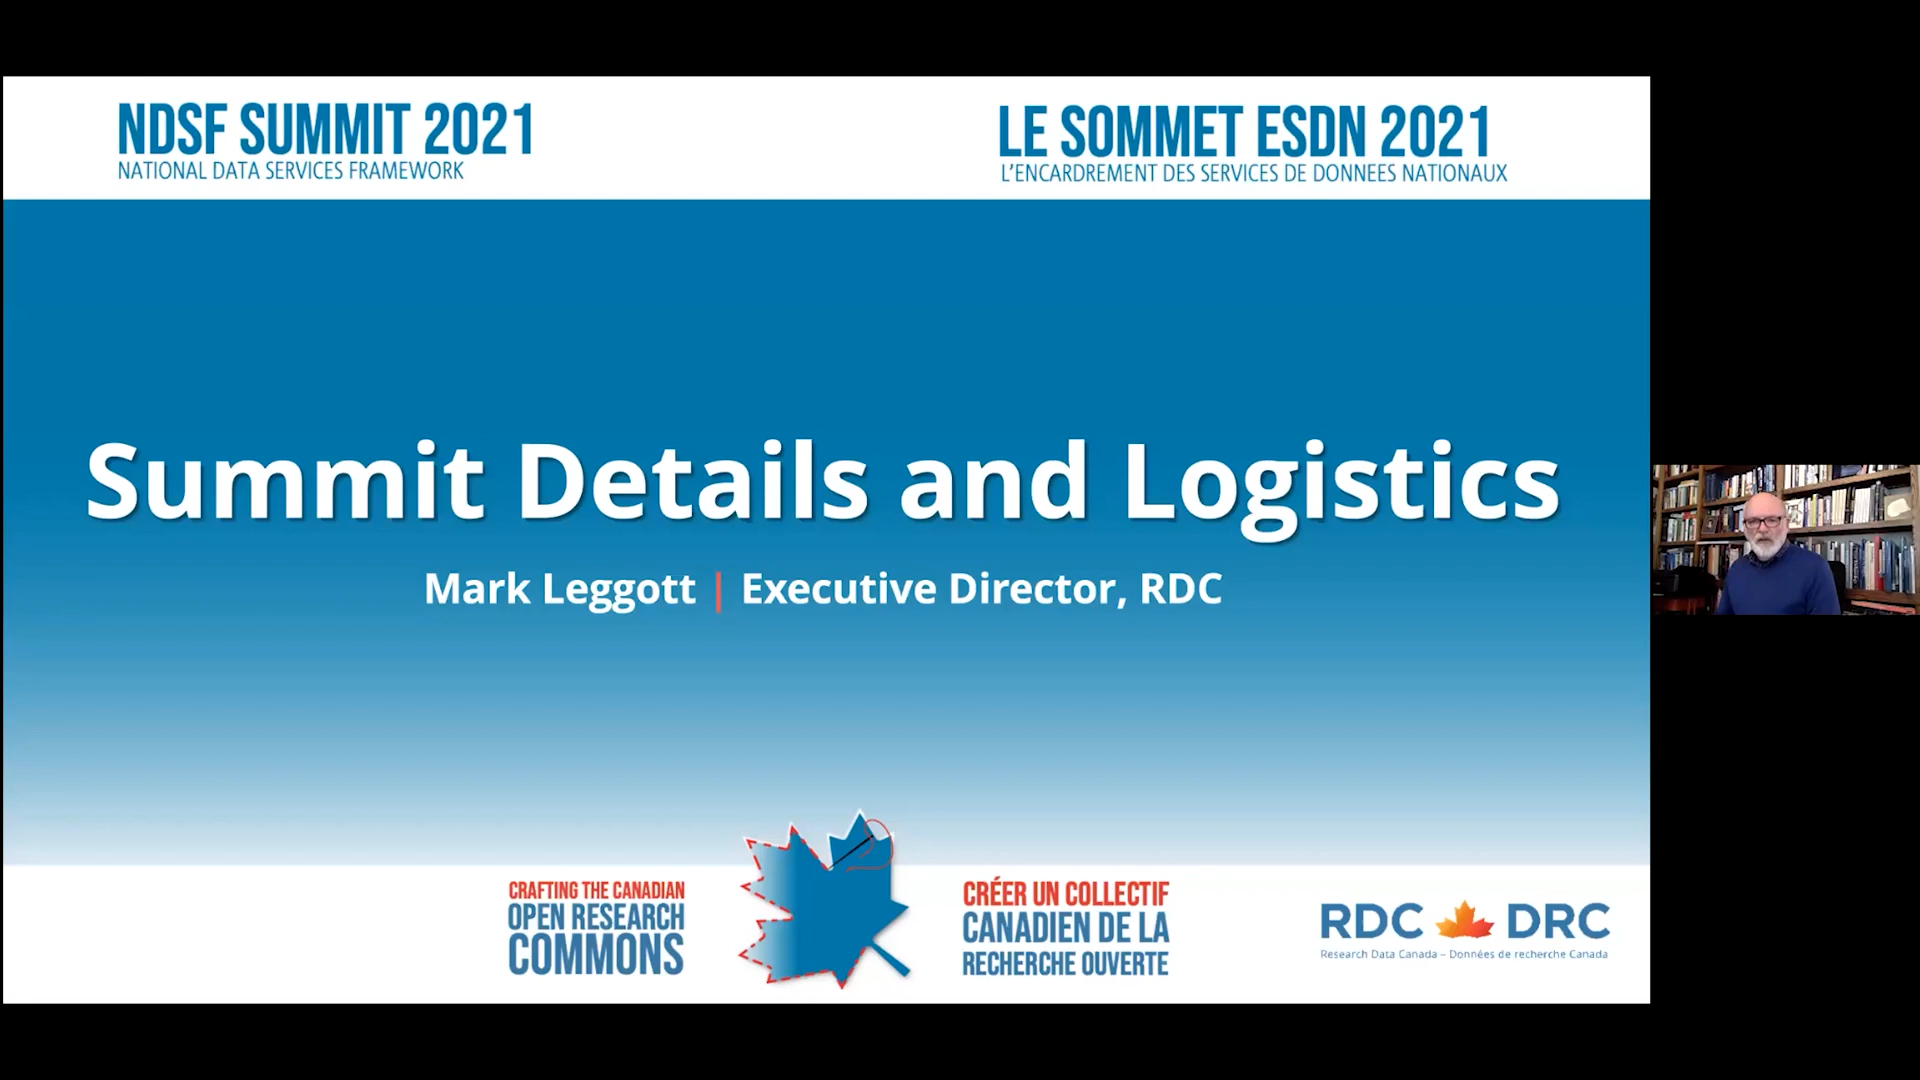 NDSF SUMMIT 2021
NATIONAL DATA SERVICES FRAMEWORK
LE SOMMET ESDN 2021
L'ENCARDREMENT DES SERVICES DE DONNEES NATIONAUX
Summit Details and Logistics
Mark Leggott | Executive Director, RDC
CRAFTING THE CANADIAN
OPEN RESEARCH
COMMONS
CRÉER UN COLLECTIF
CANADIEN DE LA
RECHERCHE OUVERTE
RDC DRC
Research Data Canada – Données de recherche Canada